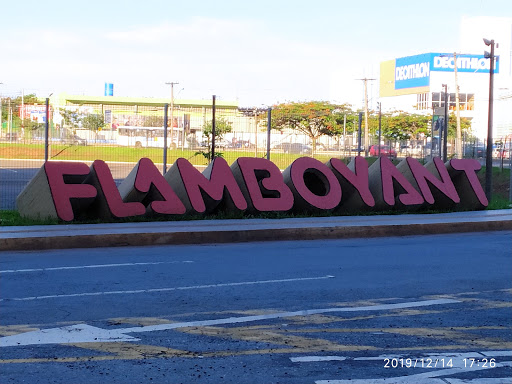 DECATHLON
DECATHLON
FLAMBOYANT
2019/12/14 17:26